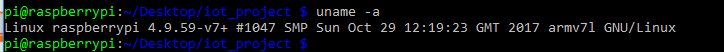 pi@raspberrypi:~/Desktop/iot_project $ uname -a
Linux raspberrypi 4.9.59-v7+ #1047 SMP Sun Oct 29 12:19:23 GMT 2017 armv7l GNU/Linux
pi@raspberrypi:~/Desktop/iot_project $